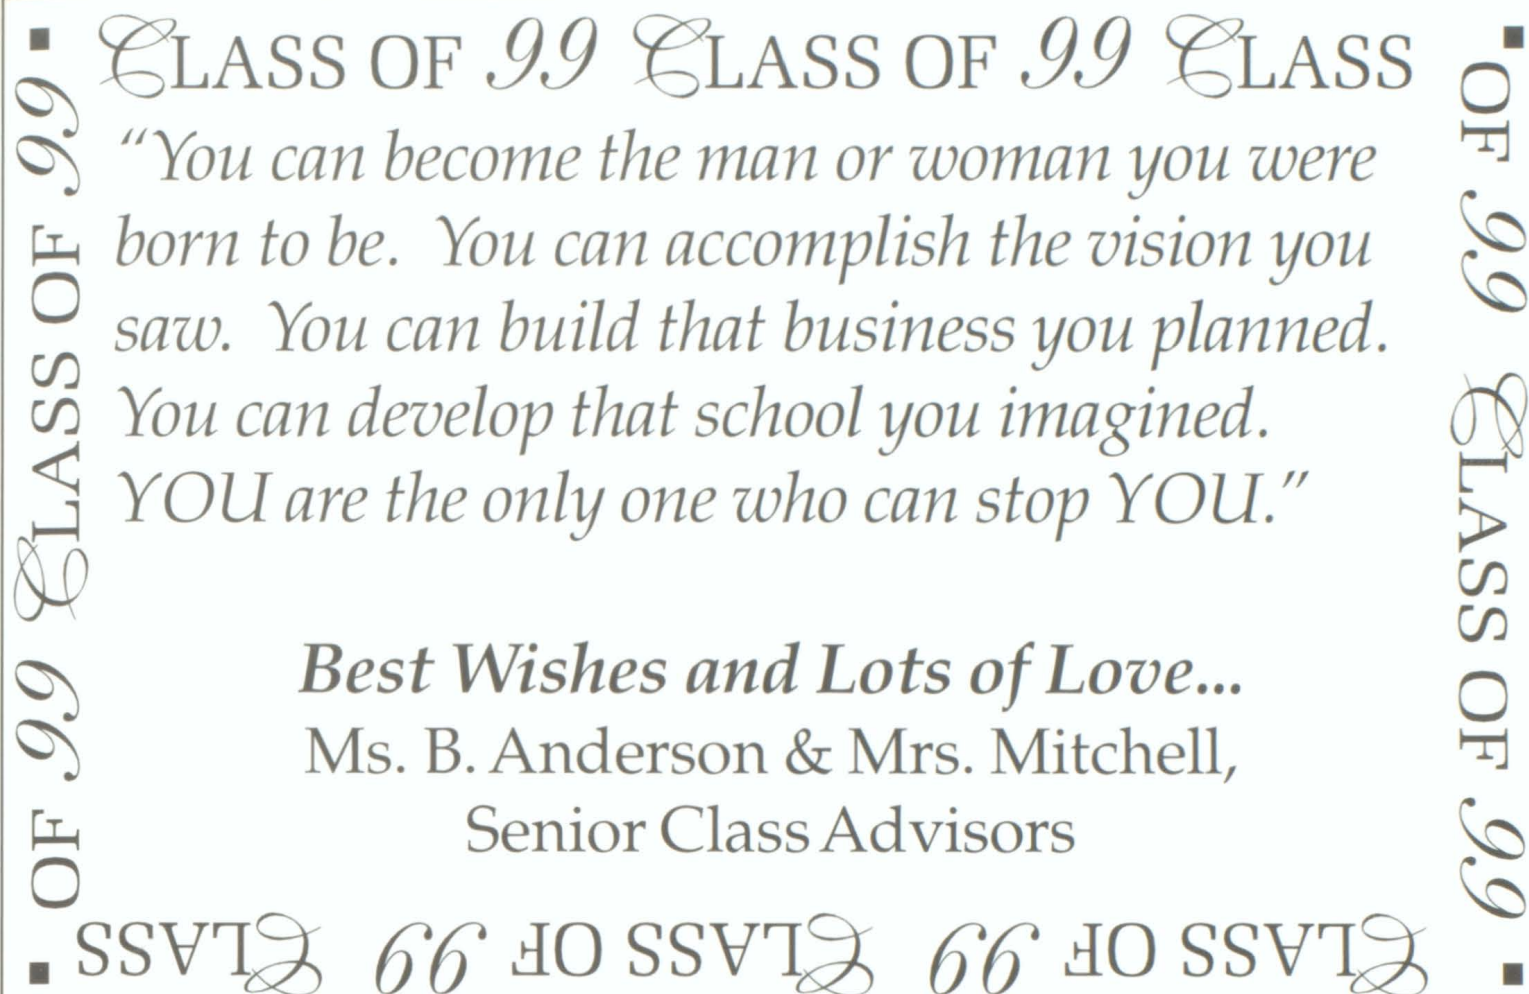 CLASS OF 99 CLASS OF 99 CLASS
OF 99 CLASS OF 99
"You can become the man or woman you were
born to be.  You can accomplish the vision you
saw.  You can build that business you planned.
You can develop that school you imagined.
YOU are the only one who can stop YOU."
Best Wishes and Lots of Love...
Ms. B. Anderson & Mrs. Mitchell,
Senior Class Advisors
CLASS OF 99 CLASS OF 99 CLASS
OF 99 CLASS OF 99